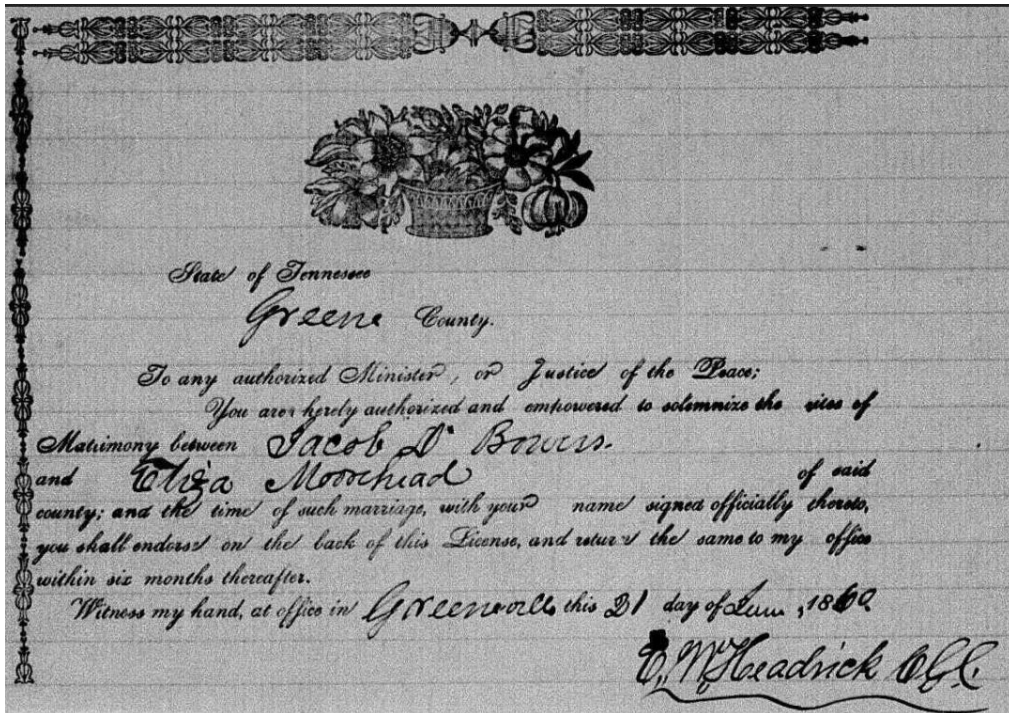 State of Tennessee
Greene County.
To any authorized Minister, or Justice of the Peace;
You are hereby authorized and empowered to solemnize the rites of
Matrimony between Jacob D Bowers
and Eliza Moorehead of said
county; and the time of such marriage, with your name signed officially thereto,
you shall endorse on the back of this License, and return the same to my office
within six months thereafter.
Witness my hand, at office in Greeneville this 21 day of June, 1860
Headrick